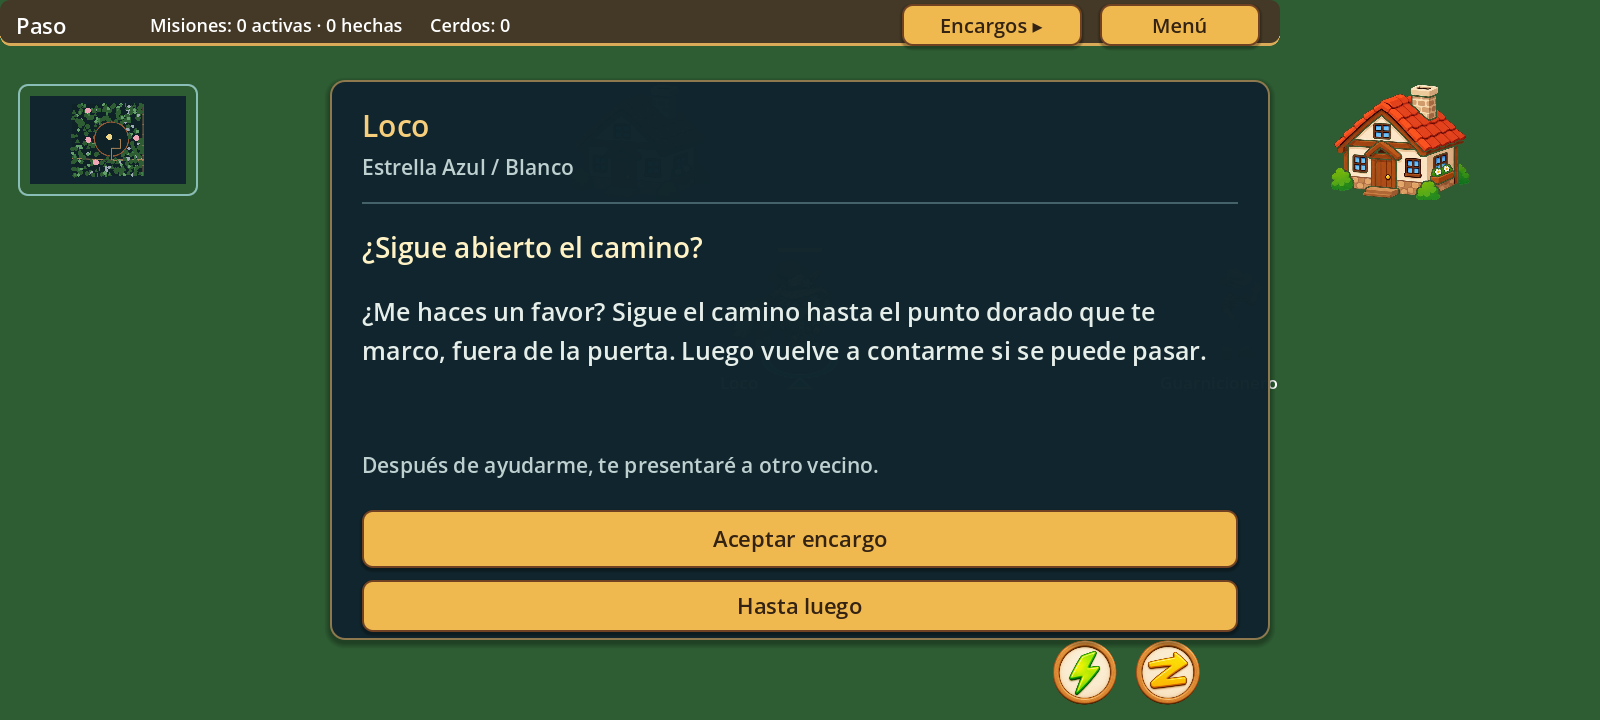 Paso
Misiones: 0 activas · 0 hechas
Cerdos: 0
Encargos ▸
Menú
Loco
Estrella Azul / Blanco
¿Sigue abierto el camino?
¿Me haces un favor? Sigue el camino hasta el punto dorado que te
marco, fuera de la puerta. Luego vuelve a contarme si se puede pasar.
Después de ayudarme, te presentaré a otro vecino.
Aceptar encargo
Hasta luego